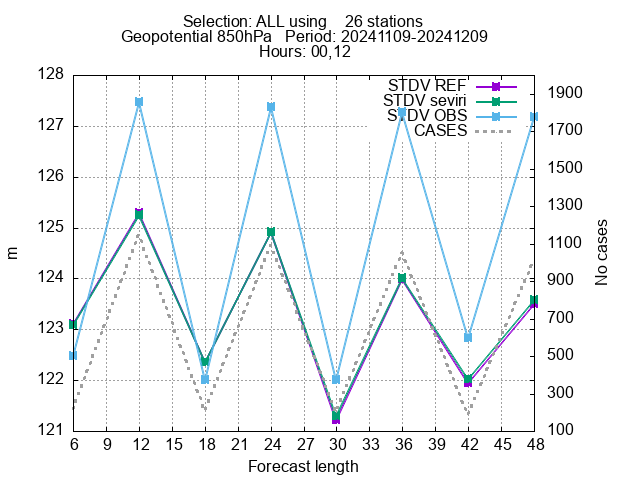 Selection: ALL using    26 stations
Geopotential 850hPa   Period: 20241109-20241209
Hours: 00,12
STDV REF
STDV seviri
STDV OBS
CASES
128
127
126
125
124
123
122
121
m
1900
1700
1500
1300
1100
900
700
500
300
100
No cases
6 9 12 15 18 21 24 27 30 33 36 39 42 45 48
Forecast length